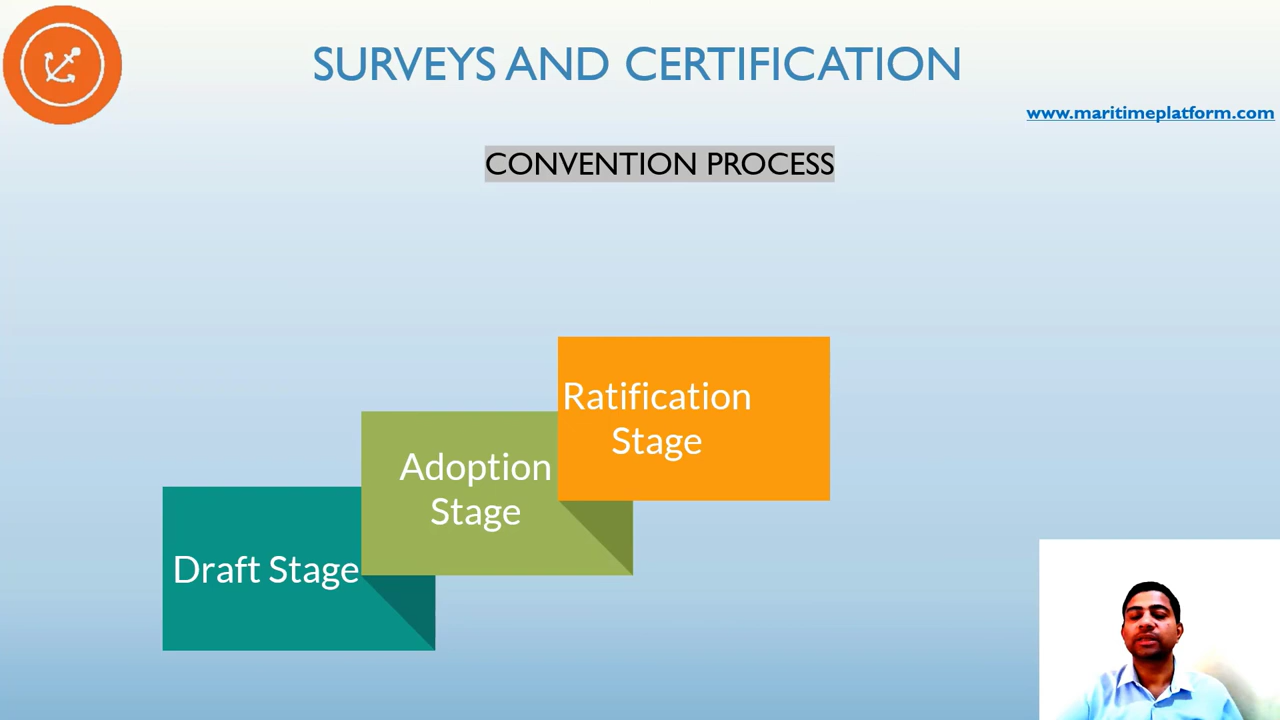 SURVEYS AND CERTIFICATION
www.maritimeplatform.com
CONVENTION PROCESS
Ratification
Stage
Adoption
Stage
Draft Stage